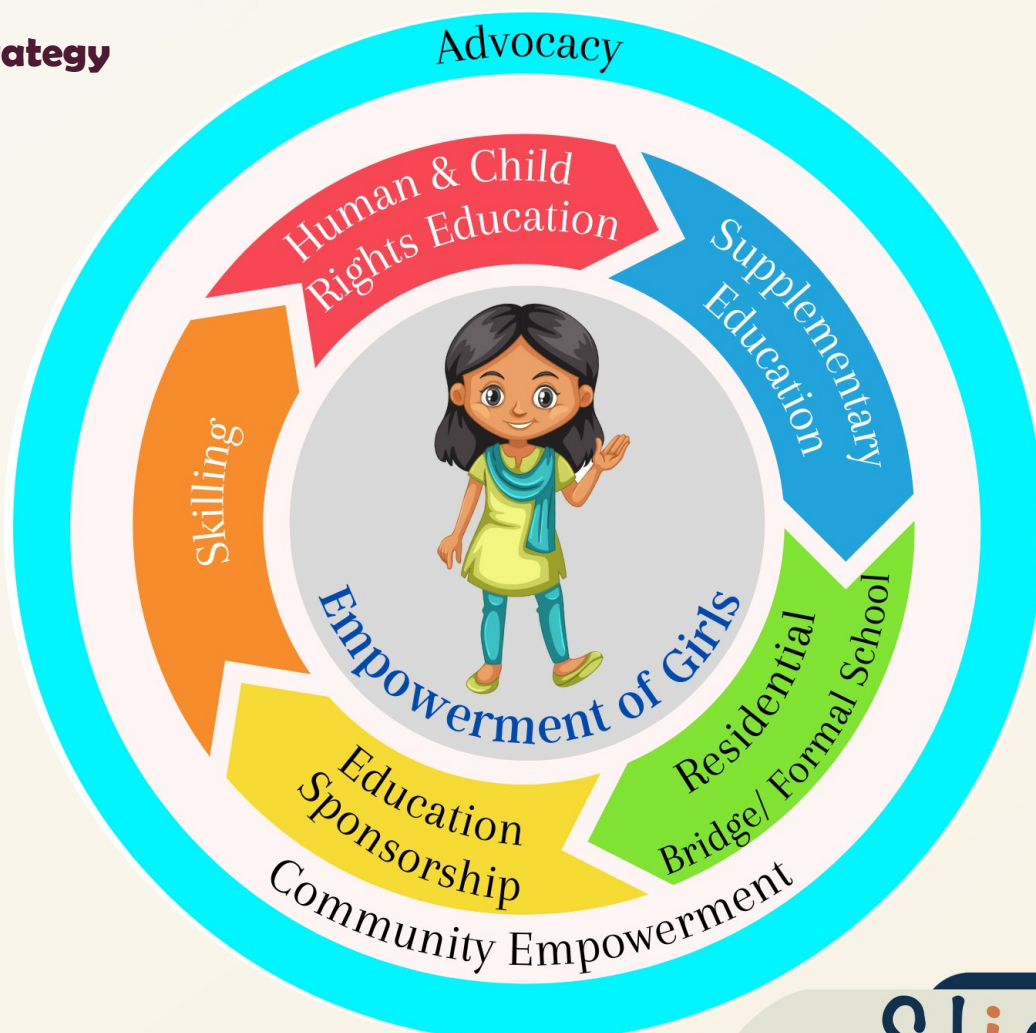 ategy
Advocacy
Human & Child
Rights Education
Supplementary
Education
Residential
Bridge/ Formal School
Education
Sponsorship
Skilling
Empowerment of Girls
Community Empowerment